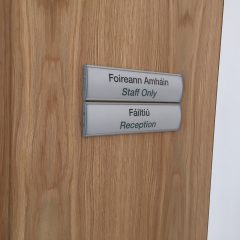 Foireann Amháin
Staff Only
Fáiltiú
Reception